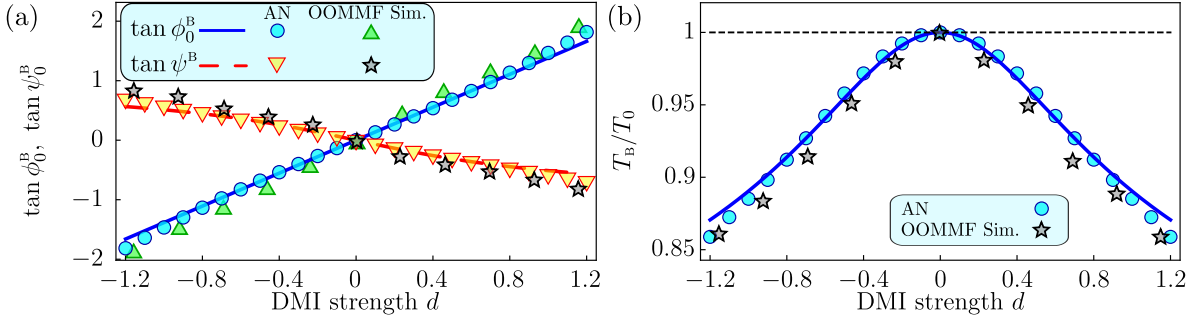 (a)
2
1
0
−1
−2
tan ϕ₀ᴮ, tan ψ₀ᴮ
AN OOMMF Sim.
tan ϕ₀ᴮ
tan ψᴮ
−1.2 −0.8 −0.4 0 0.4 0.8 1.2
DMI strength d
(b)
1
0.95
0.9
0.85
T_B/T_0
AN
OOMMF Sim.
−1.2 −0.8 −0.4 0 0.4 0.8 1.2
DMI strength d